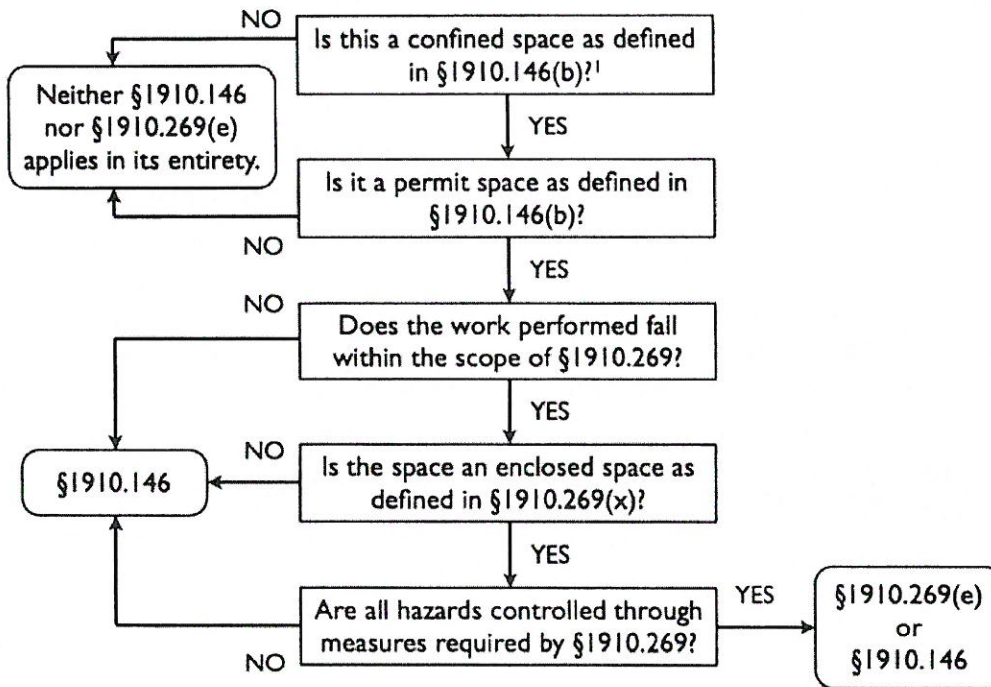 NO
Is this a confined space as defined
in §1910.146(b)?¹
Neither §1910.146
nor §1910.269(e)
applies in its entirety.
YES
Is it a permit space as defined in
§1910.146(b)?
NO
YES
NO
Does the work performed fall
within the scope of §1910.269?
YES
NO
§1910.146
Is the space an enclosed space as
defined in §1910.269(x)?
YES
Are all hazards controlled through
measures required by §1910.269?
YES
§1910.269(e)
or
§1910.146
NO